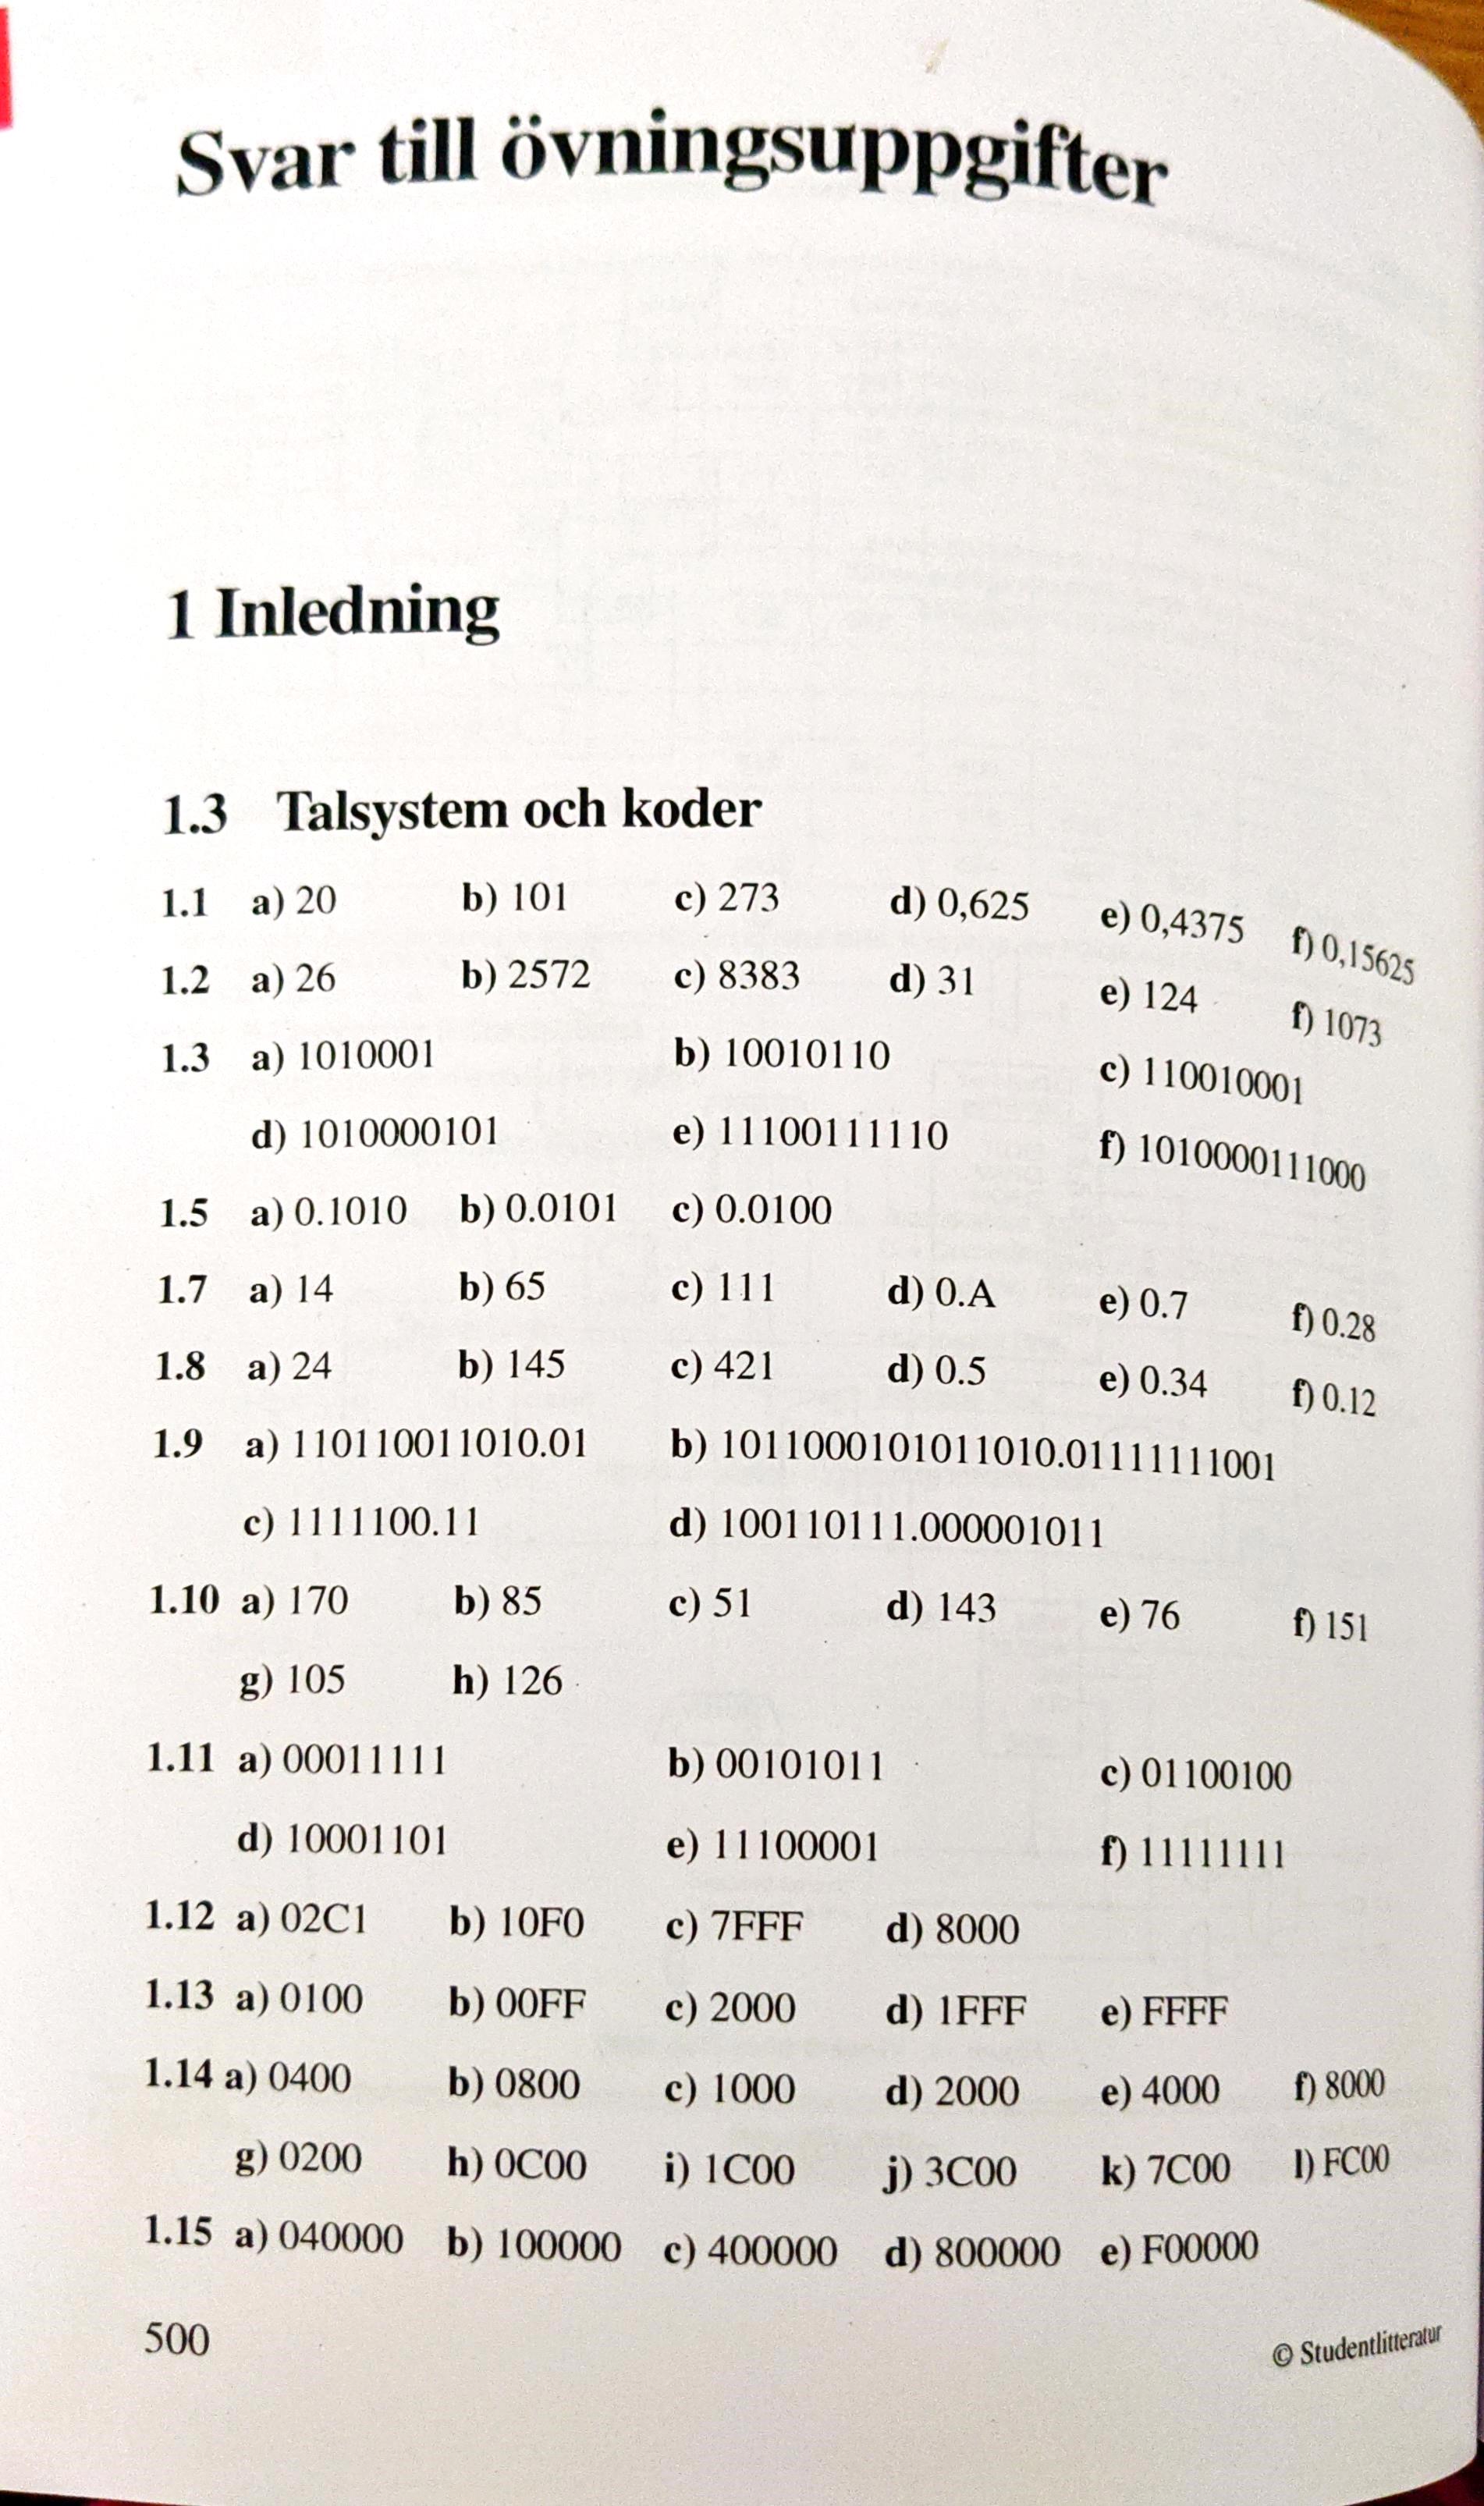 Svar till övningsuppgifter
1 Inledning
1.3 Talsystem och koder
1.1 a) 20 b) 101 c) 273 d) 0,625 e) 0,4375 f) 0,15625
1.2 a) 26 b) 2572 c) 8383 d) 31 e) 124 f) 1073
1.3 a) 1010001 b) 10010110 c) 110010001
d) 1010000101 e) 11100111110 f) 1010000111000
1.5 a) 0.1010 b) 0.0101 c) 0.0100
1.7 a) 14 b) 65 c) 111 d) 0.A e) 0.7 f) 0.28
1.8 a) 24 b) 145 c) 421 d) 0.5 e) 0.34 f) 0.12
1.9 a) 110110011010.01 b) 1011000101011010.01111111001
c) 1111100.11 d) 100110111.000001011
1.10 a) 170 b) 85 c) 51 d) 143 e) 76 f) 151
g) 105 h) 126
1.11 a) 00011111 b) 00101011 c) 01100100
d) 10001101 e) 11100001 f) 11111111
1.12 a) 02C1 b) 10F0 c) 7FFF d) 8000
1.13 a) 0100 b) 00FF c) 2000 d) 1FFF e) FFFF
1.14 a) 0400 b) 0800 c) 1000 d) 2000 e) 4000 f) 8000
g) 0200 h) 0C00 i) 1C00 j) 3C00 k) 7C00 l) FC00
1.15 a) 040000 b) 100000 c) 400000 d) 800000 e) F00000
500
© Studentlitteratur